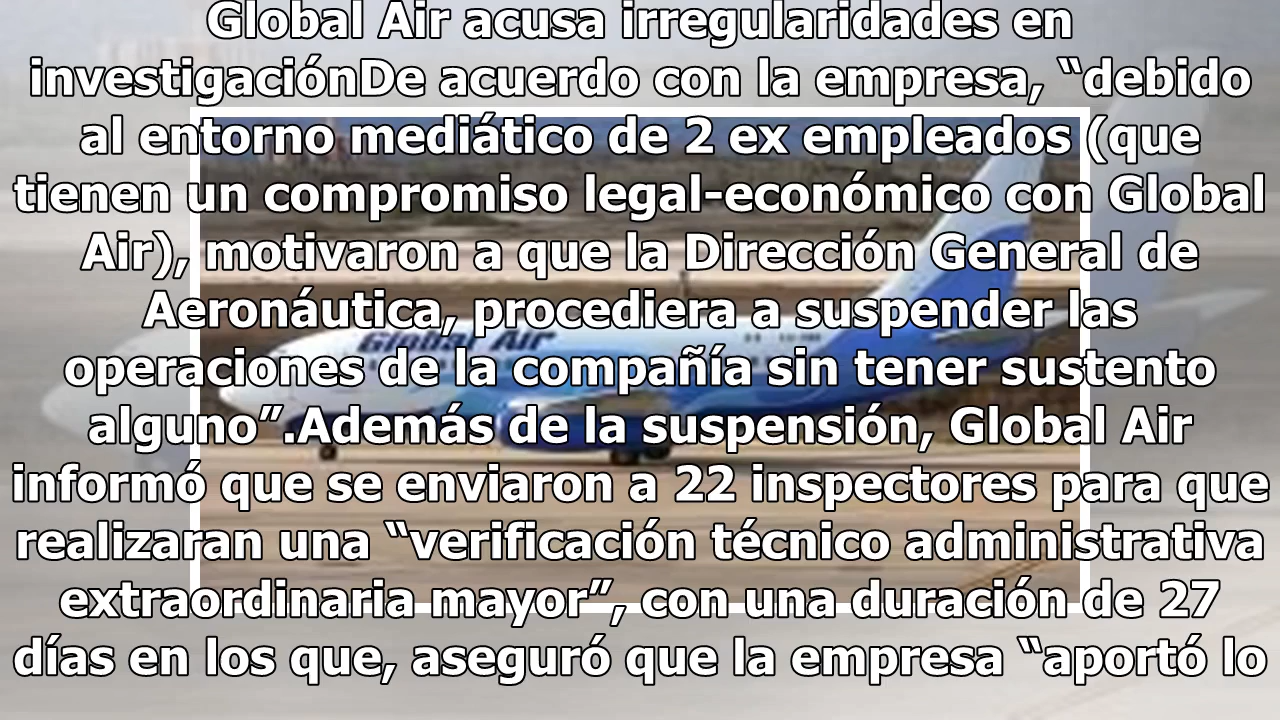 Global Air acusa irregularidades en
investigaciónDe acuerdo con la empresa, “debido
al entorno mediático de 2 ex empleados (que
tienen un compromiso legal-económico con Global
Air), motivaron a que la Dirección General de
Aeronáutica, procediera a suspender las
operaciones de la compañía sin tener sustento
alguno”.Además de la suspensión, Global Air
informó que se enviaron a 22 inspectores para que
realizaran una “verificación técnico administrativa
extraordinaria mayor”, con una duración de 27
días en los que, aseguró que la empresa “aportó lo
Global Air